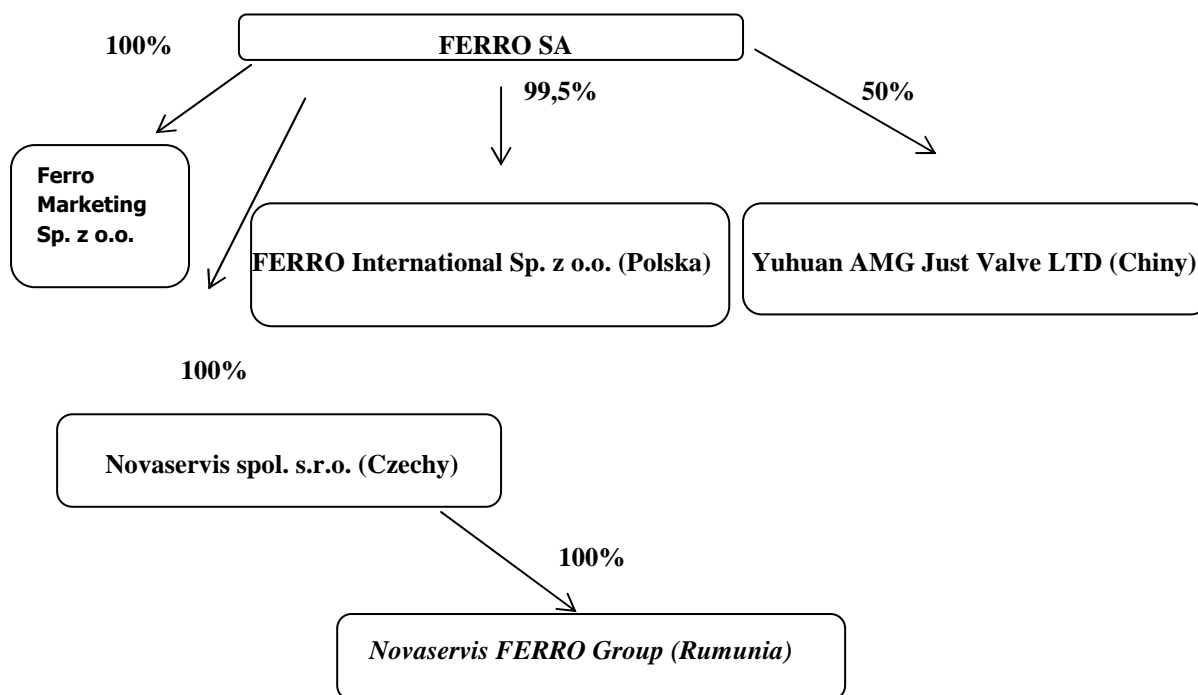 100%
FERRO SA
99,5%
50%
Ferro
Marketing
Sp. z o.o.
FERRO International Sp. z o.o. (Polska)
Yuhuan AMG Just Valve LTD (Chiny)
100%
Novaservis spol. s.r.o. (Czechy)
100%
Novaservis FERRO Group (Rumunia)